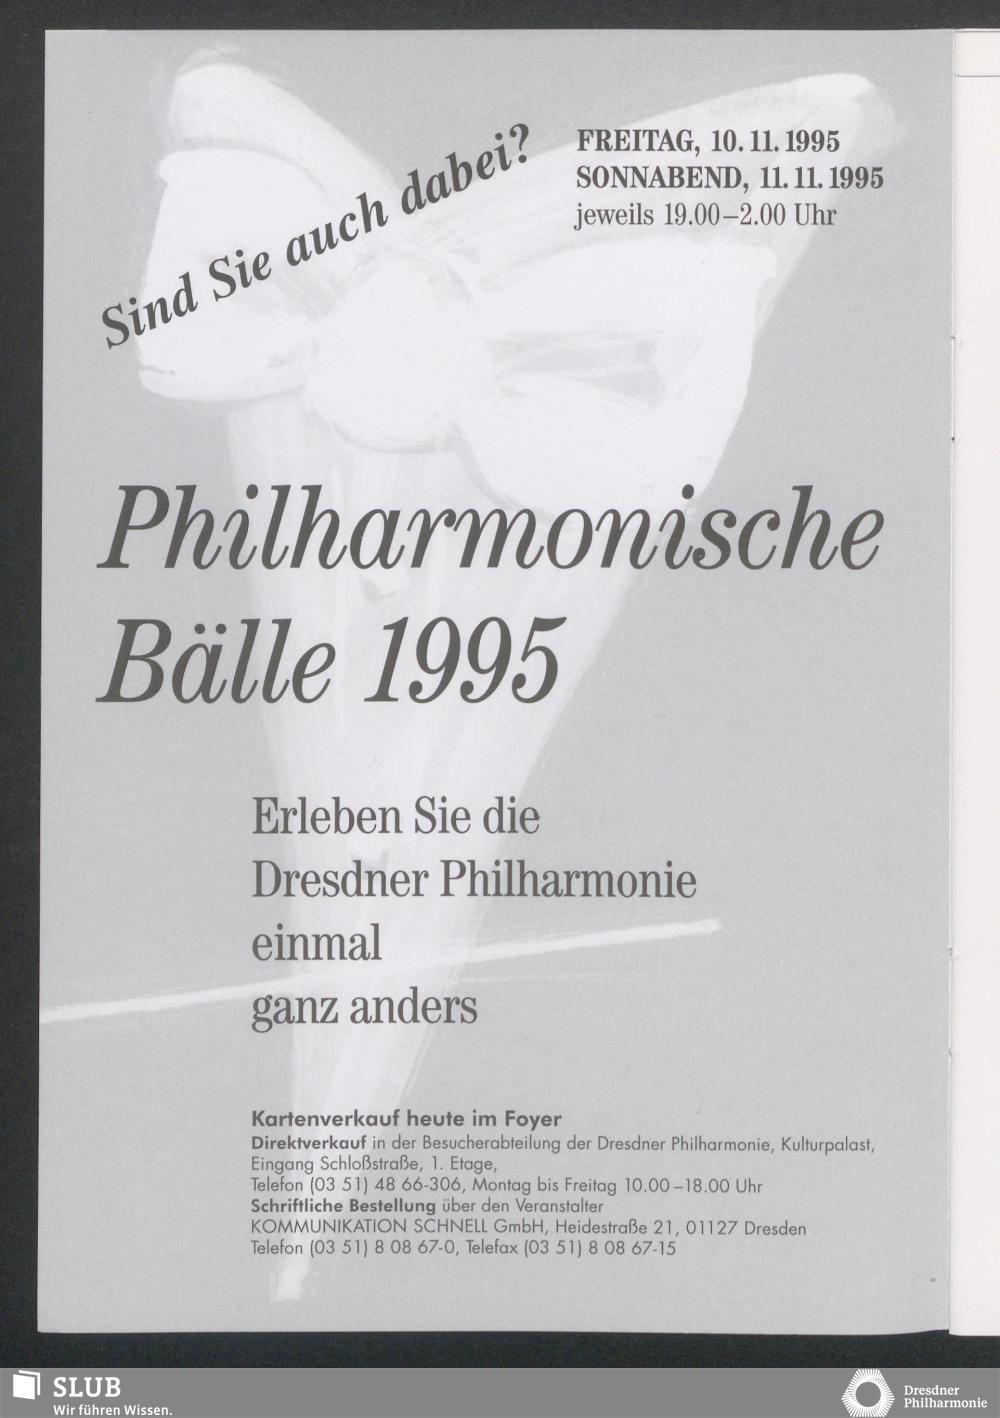 Sind Sie auch dabei?
FREITAG, 10. 11. 1995
SONNABEND, 11. 11. 1995
jeweils 19.00–2.00 Uhr
Philharmonische
Bälle 1995
Erleben Sie die
Dresdner Philharmonie
einmal
ganz anders
Kartenverkauf heute im Foyer
Direktverkauf in der Besucherabteilung der Dresdner Philharmonie, Kulturpalast,
Eingang Schloßstraße, 1. Etage,
Telefon (03 51) 48 66-306, Montag bis Freitag 10.00–18.00 Uhr
Schriftliche Bestellung über den Veranstalter
KOMMUNIKATION SCHNELL GmbH, Heidestraße 21, 01127 Dresden
Telefon (03 51) 8 08 67-0, Telefax (03 51) 8 08 67-15
SLUB
Wir führen Wissen.
Dresdner
Philharmonie